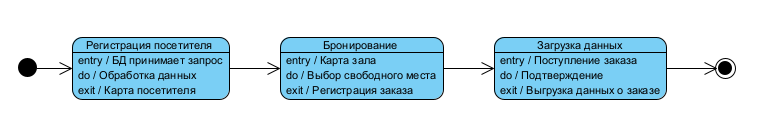 Регистрация посетителя
entry / БД принимает запрос
do / Обработка данных
exit / Карта посетителя
Бронирование
entry / Карта зала
do / Выбор свободного места
exit / Регистрация заказа
Загрузка данных
entry / Поступление заказа
do / Подтверждение
exit / Выгрузка данных о заказе